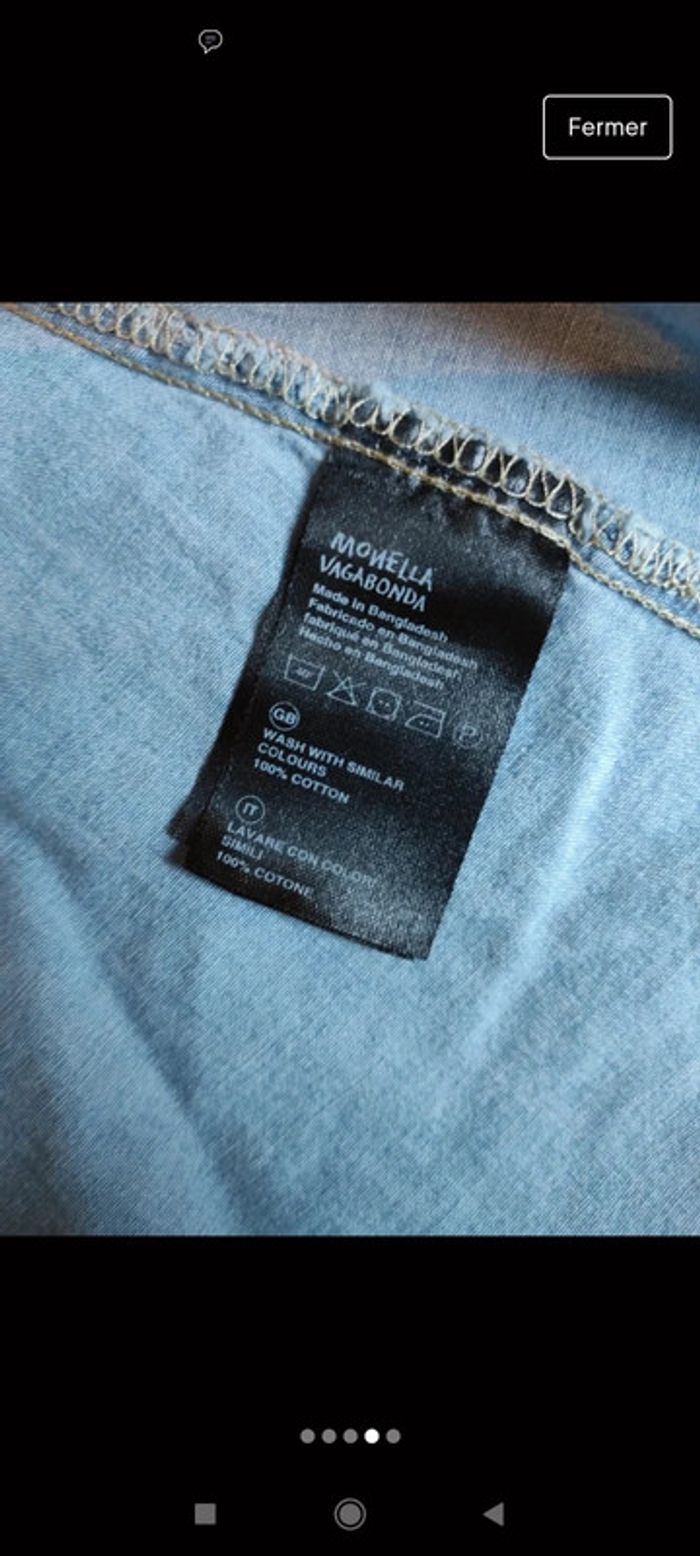 Fermer
MONELLA
VAGABONDA
Made in Bangladesh
Fabricado en Bangladesh
fabriqué en Bangladesh
Hecho en Bangladesh
40°
P
GB
WASH WITH SIMILAR
COLOURS
100% COTTON
IT
LAVARE CON COLORI
SIMILI
100% COTONE